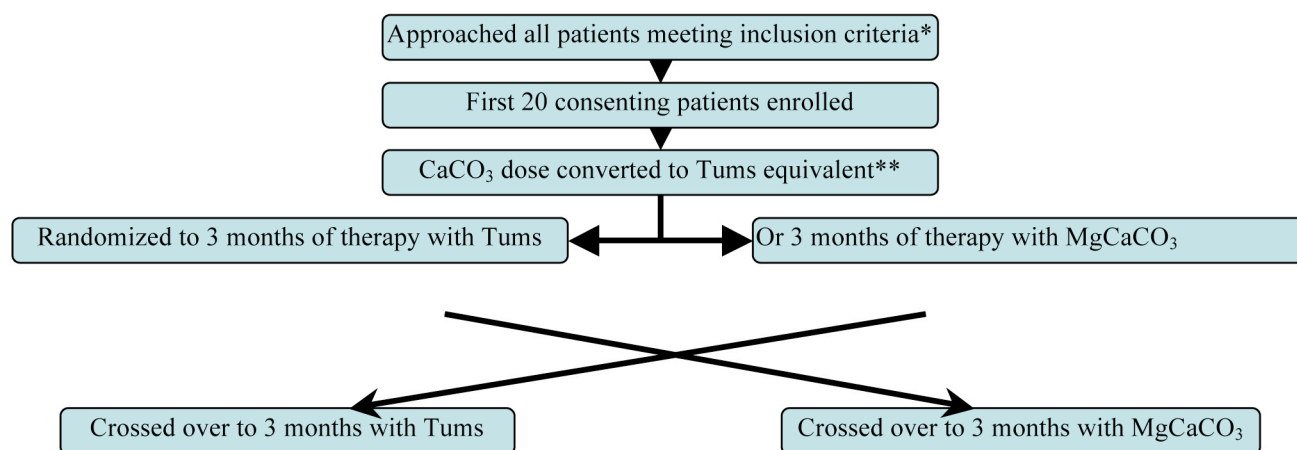 Approached all patients meeting inclusion criteria*
First 20 consenting patients enrolled
CaCO₃ dose converted to Tums equivalent**
Randomized to 3 months of therapy with Tums
Or 3 months of therapy with MgCaCO₃
Crossed over to 3 months with Tums
Crossed over to 3 months with MgCaCO₃